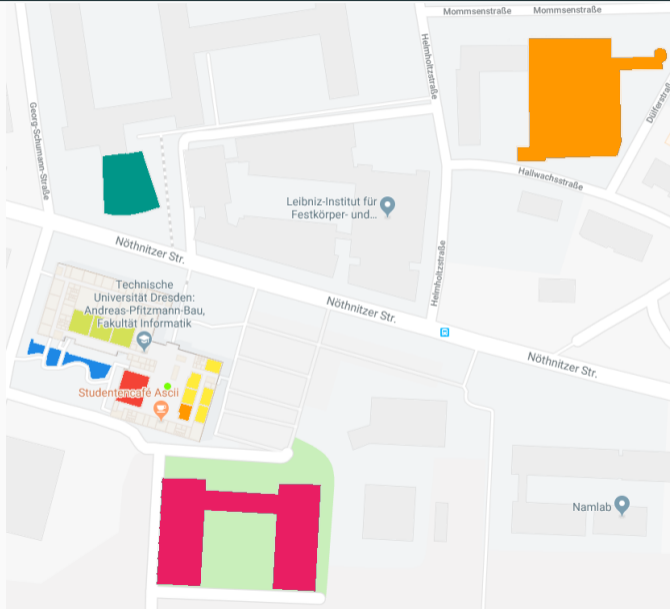 Mommsenstraße
Mommsenstraße
Helmholtzstraße
Dülferstraß
Georg-Schumann-Straße
Hallwachsstraße
Leibniz-Institut für
Festkörper- und...
Nöthnitzer Str.
Technische
Universität Dresden:
Andreas-Pfitzmann-Bau,
Fakultät Informatik
Helmholtzstraße
Nöthnitzer Str.
Nöthnitzer Str.
Studentencafé Ascii
Namlab